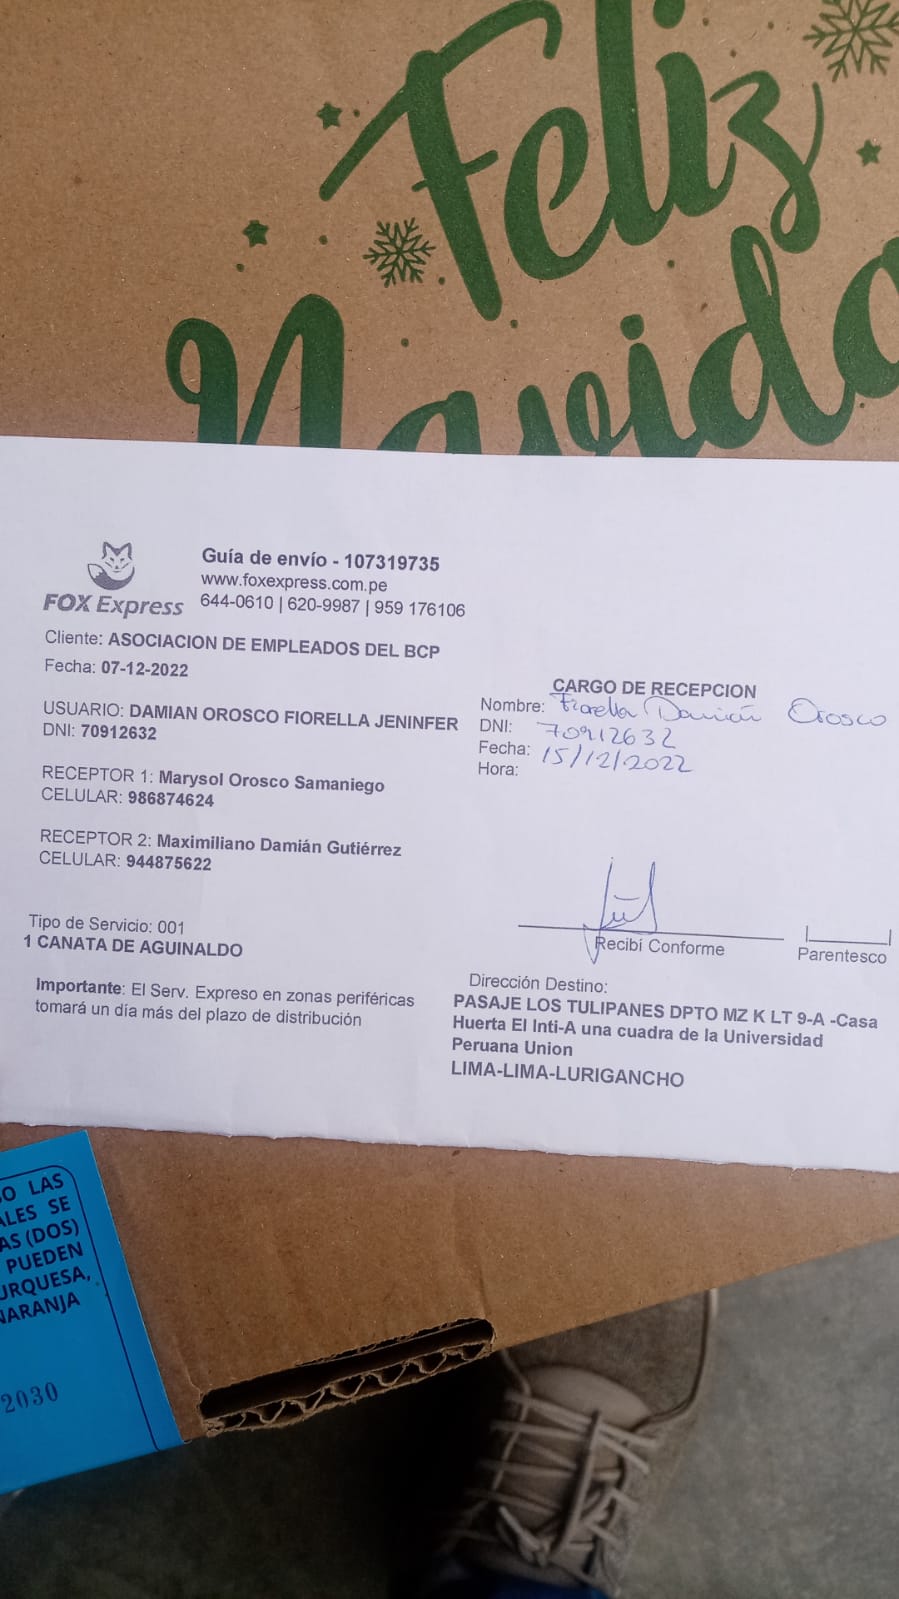 Feliz
Navida
FOX Express
Guía de envío - 107319735
www.foxexpress.com.pe
644-0610 | 620-9987 | 959 176106
Cliente: ASOCIACION DE EMPLEADOS DEL BCP
Fecha: 07-12-2022
USUARIO: DAMIAN OROSCO FIORELLA JENINFER
DNI: 70912632
RECEPTOR 1: Marysol Orosco Samaniego
CELULAR: 986874624
RECEPTOR 2: Maximiliano Damián Gutiérrez
CELULAR: 944875622
Tipo de Servicio: 001
1 CANATA DE AGUINALDO
Importante: El Serv. Expreso en zonas periféricas
tomará un día más del plazo de distribución
CARGO DE RECEPCION
Nombre: Fiorella Damián Orosco
DNI: 70912632
Fecha: 15/12/2022
Hora:
Recibí Conforme
Parentesco
Dirección Destino:
PASAJE LOS TULIPANES DPTO MZ K LT 9-A -Casa
Huerta El Inti-A una cuadra de la Universidad
Peruana Union
LIMA-LIMA-LURIGANCHO
O LAS
ALES SE
AS (DOS)
PUEDEN
URQUESA,
NARANJA
2030